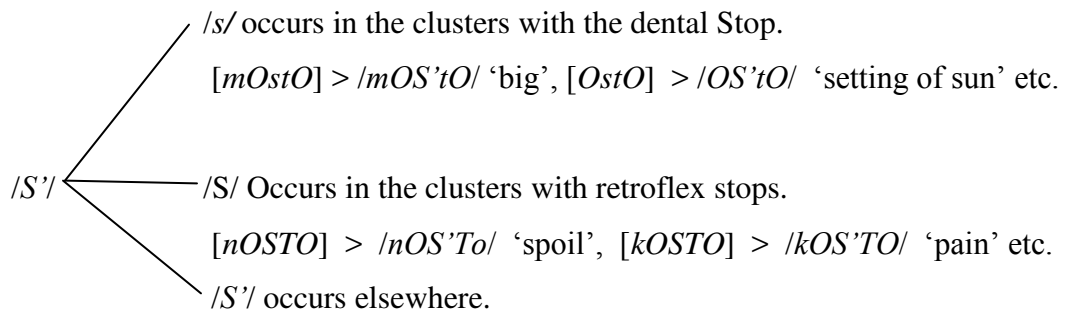 /s/ occurs in the clusters with the dental Stop.
[mOstO] > /mOS’tO/ ‘big’, [OstO] > /OS’tO/ ‘setting of sun’ etc.
/S’/ /S/ Occurs in the clusters with retroflex stops.
[nOSTO] > /nOS’To/ ‘spoil’, [kOSTO] > /kOS’TO/ ‘pain’ etc.
/S’/ occurs elsewhere.